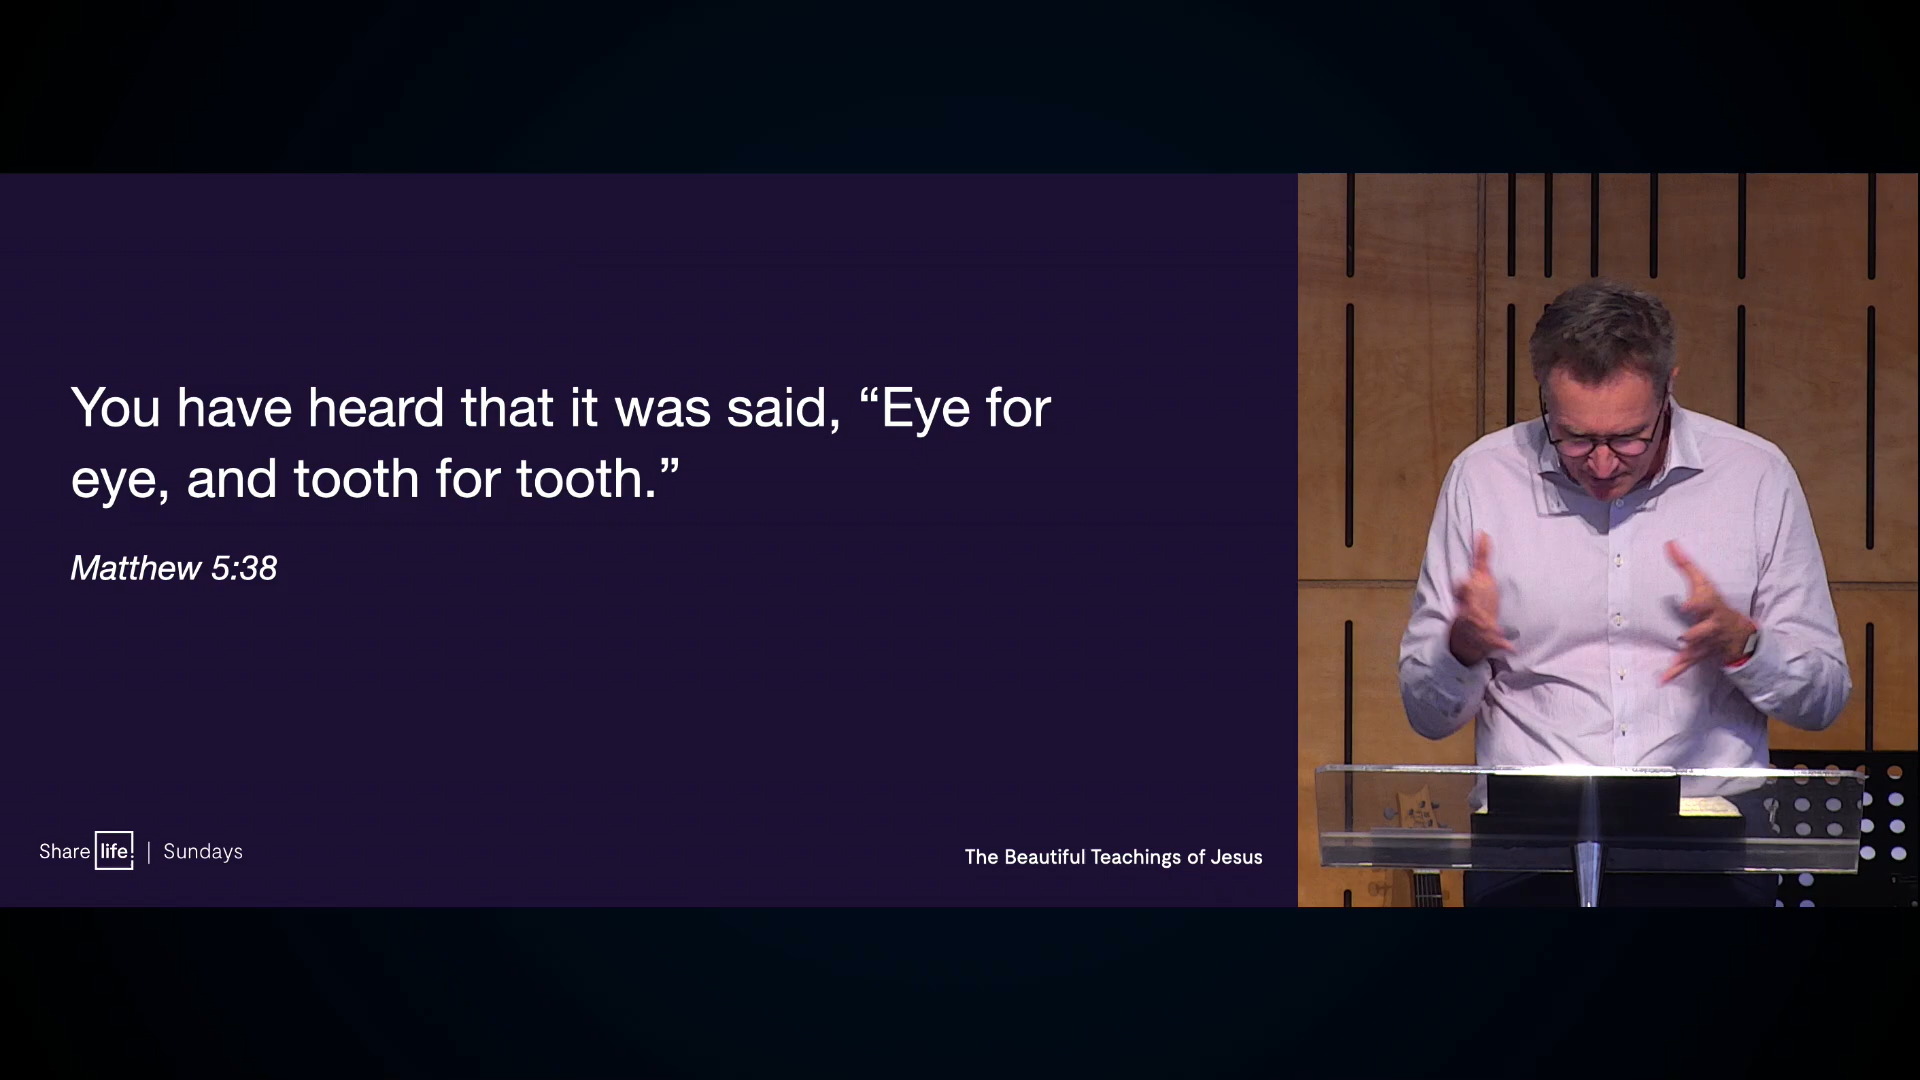 You have heard that it was said, “Eye for
eye, and tooth for tooth.”
Matthew 5:38
Share life! | Sundays
The Beautiful Teachings of Jesus